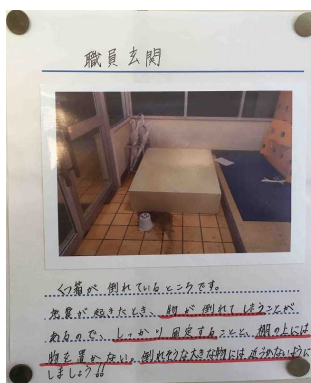 職員玄関
くつ箱が倒れているところです。
地震が起きたとき、物が倒れてしまうことが
あるので、しっかり固定することと、棚の上には
物を置かない。倒れそうな大きな物には近づかないように
しましょう!!